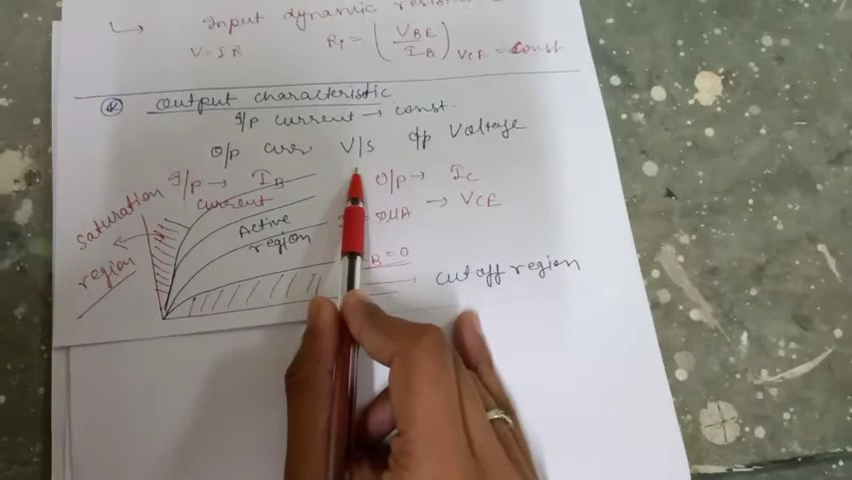 Input dynamic
V=IR Ri = (VBE/IB) VCE = Const
* Output characteristic
I/p current → const.
O/p curr V/s o/p Voltage
I/p → IB O/p → IC
current → VCE
Saturation region
Active region
B=0
cut off region